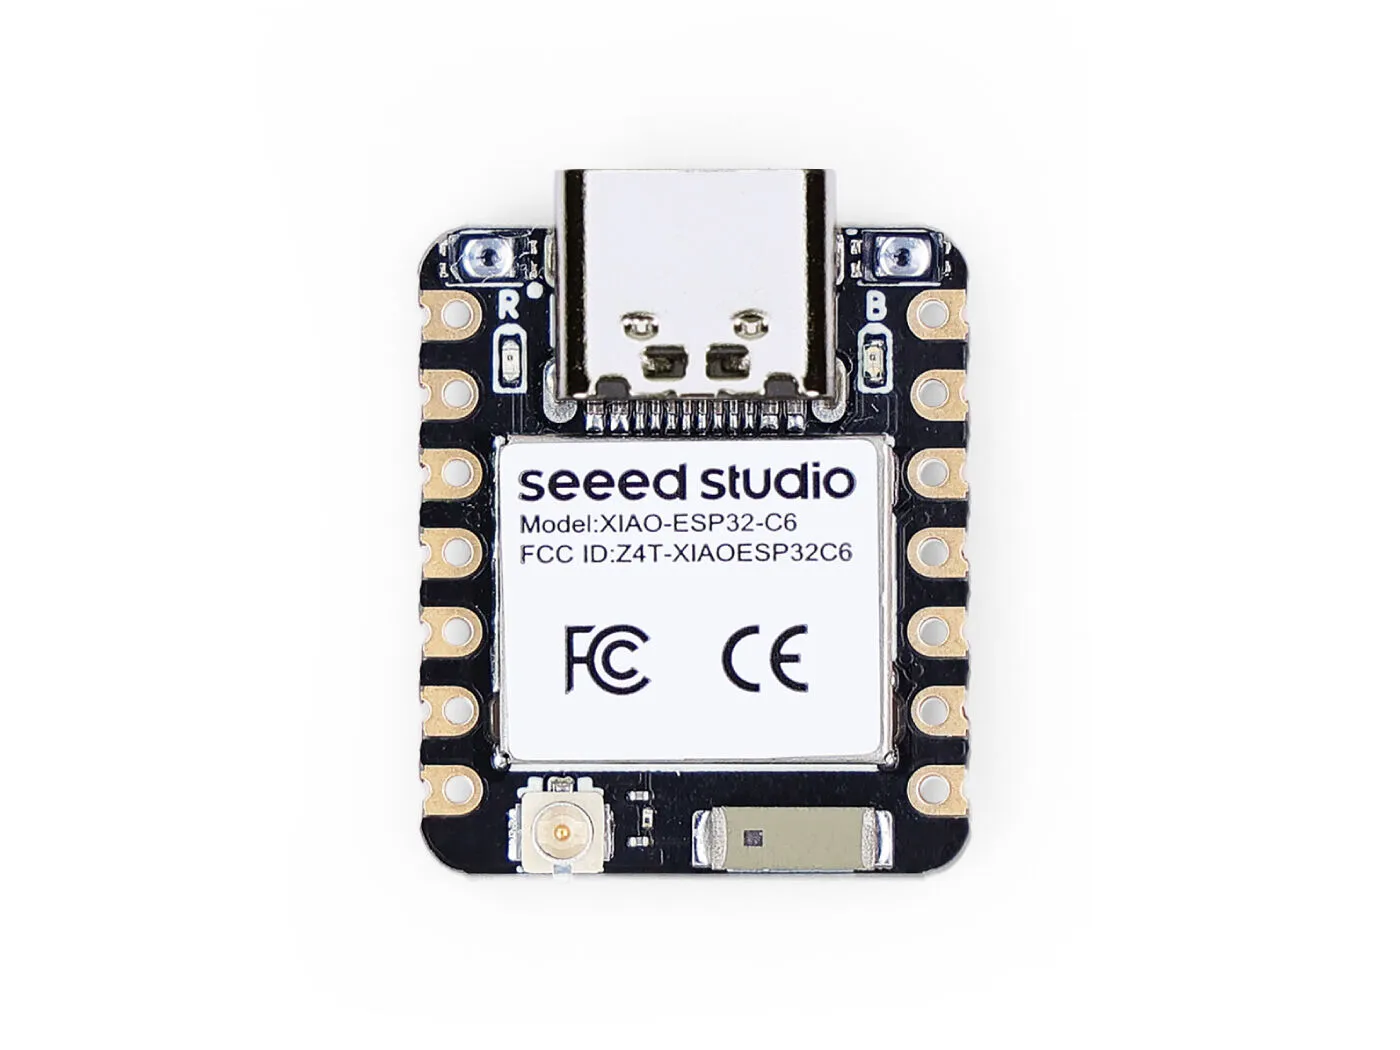 R B
seeed studio
Model:XIAO-ESP32-C6
FCC ID:Z4T-XIAOESP32C6
FC CE